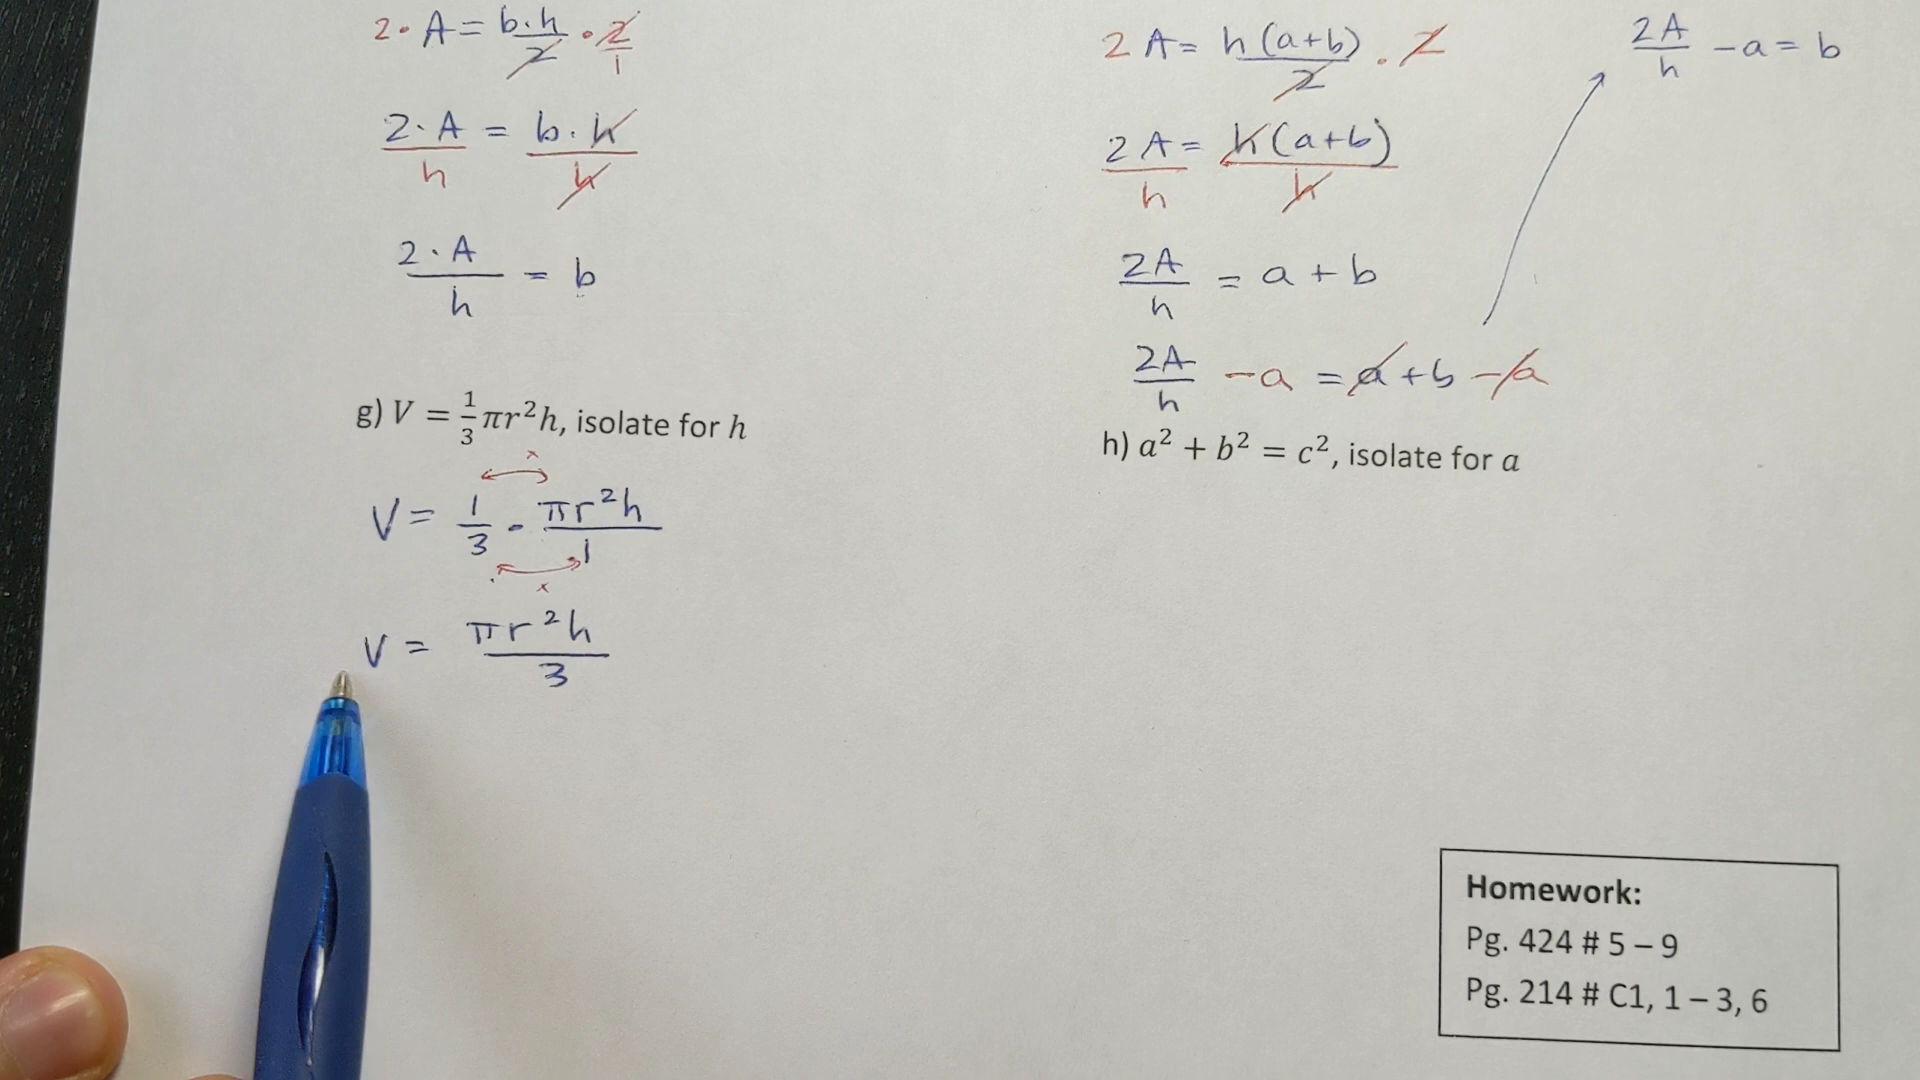 2 · A = b·h/2 · 2/1
2·A/h = b·h/h
2·A/h = b
g) V = 1/3 πr²h, isolate for h
x
V = 1/3 · πr²h/1
x
V = πr²h/3
2A = h(a+b)/2 · 2
2A/h = h(a+b)/h
2A/h = a + b
2A/h - a = a + b - a
2A/h - a = b
h) a² + b² = c², isolate for a
Homework:
Pg. 424 # 5 – 9
Pg. 214 # C1, 1 – 3, 6